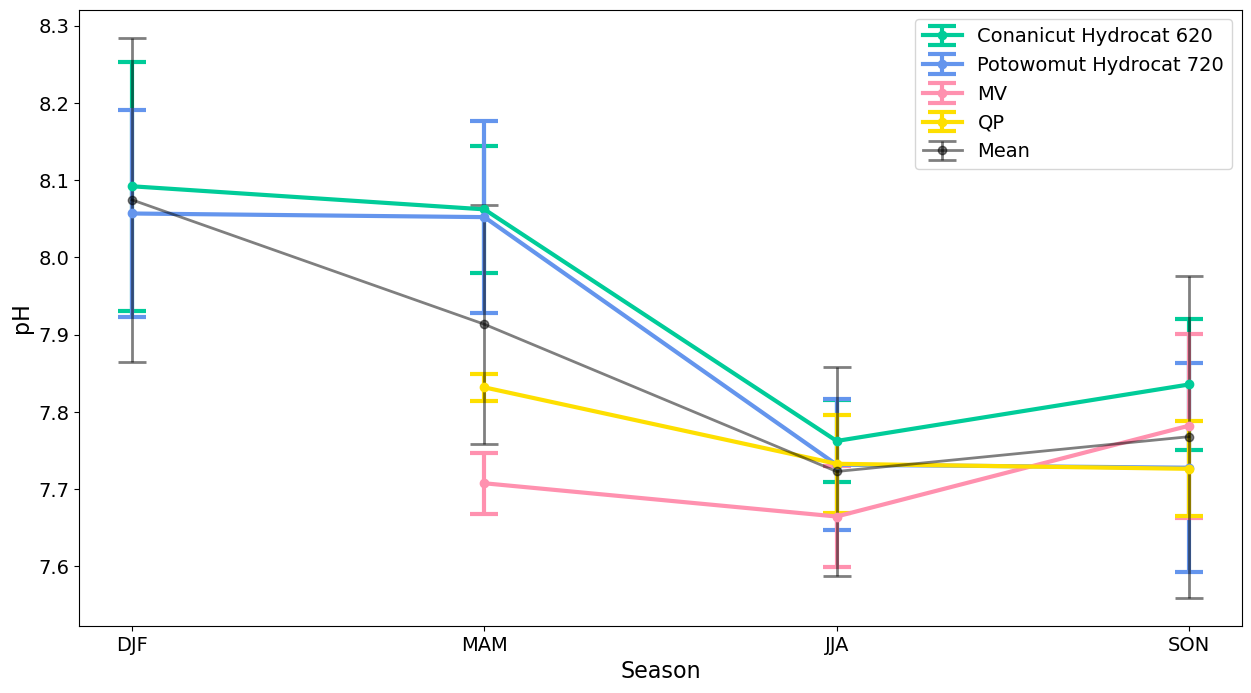 8.3
8.2
8.1
8.0
7.9
7.8
7.7
7.6
pH
DJF
MAM
JJA
SON
Season
Conanicut Hydrocat 620
Potowomut Hydrocat 720
MV
QP
Mean